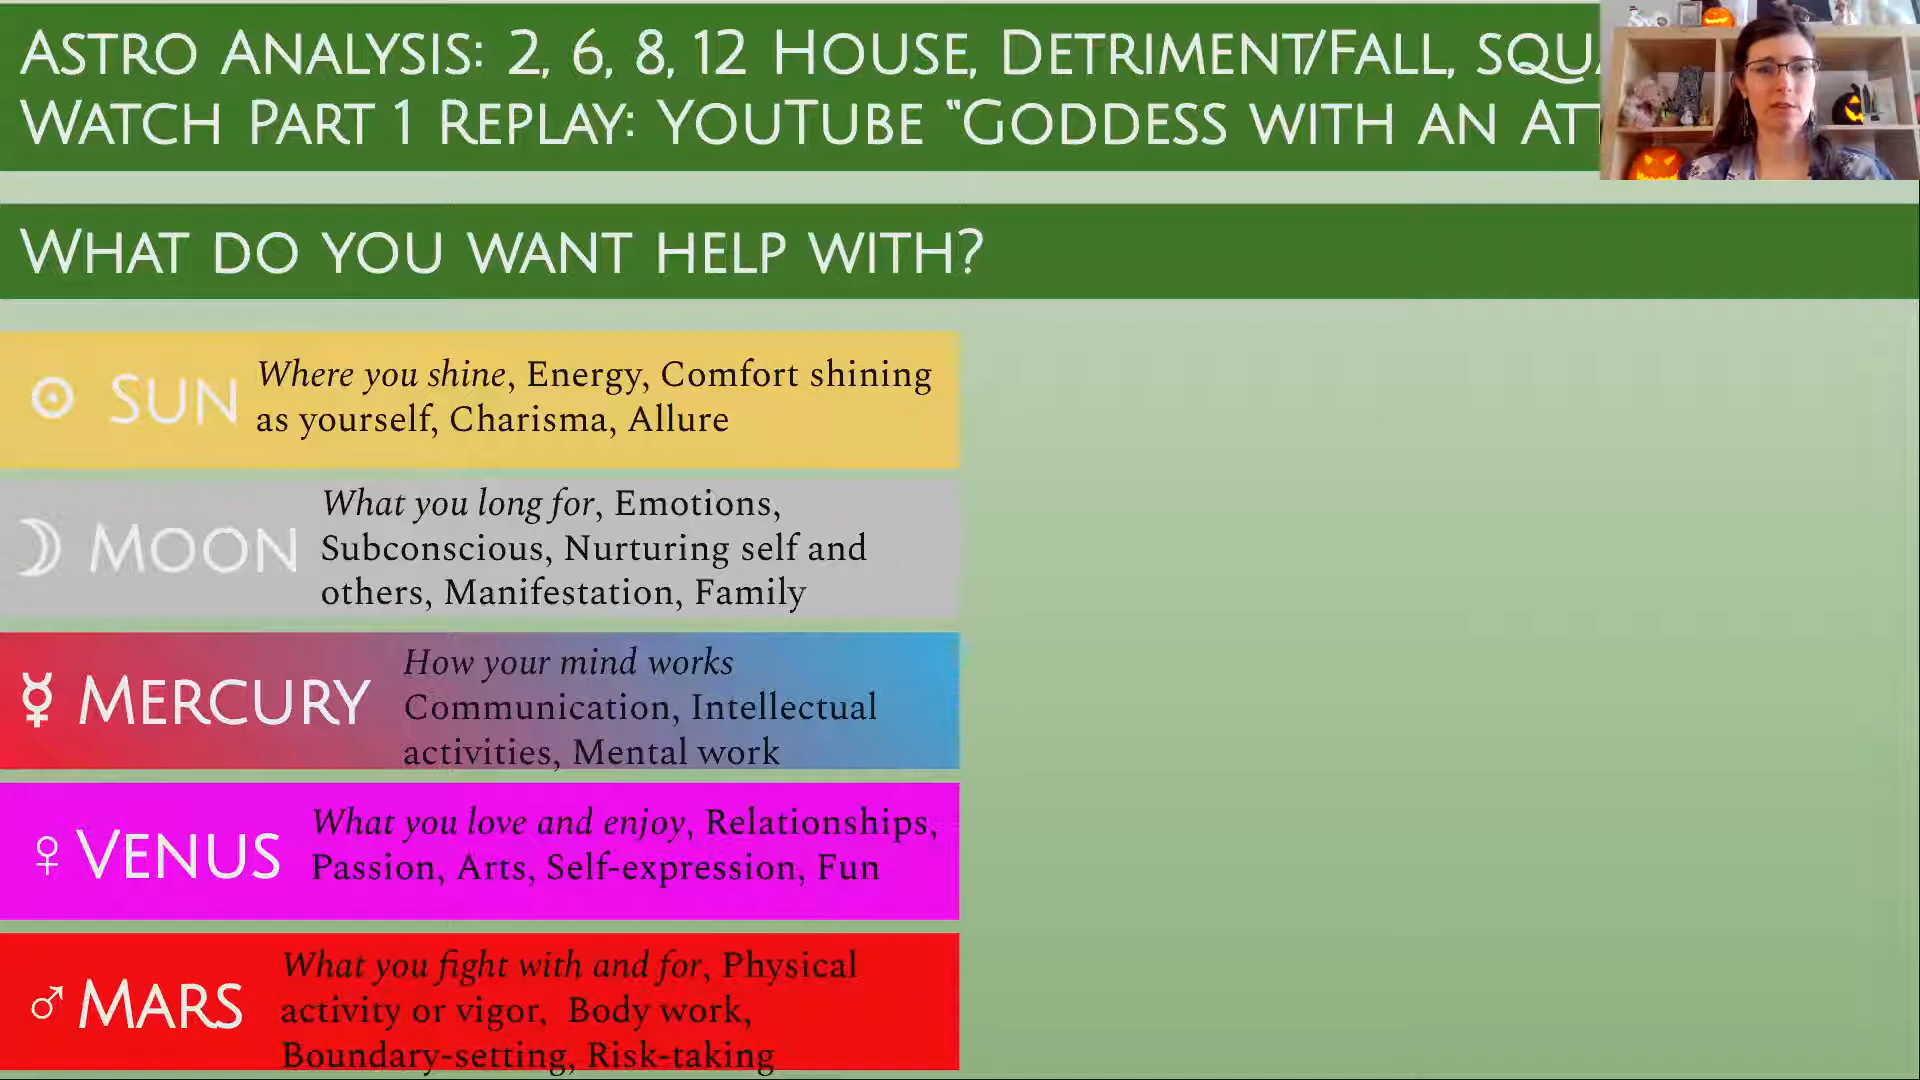 Astro Analysis: 2, 6, 8, 12 House, Detriment/Fall,
Watch Part 1 Replay: YouTube "Goddess with an
What do you want help with?
☉ Sun
Where you shine, Energy, Comfort shining
as yourself, Charisma, Allure
☽ Moon
What you long for, Emotions,
Subconscious, Nurturing self and
others, Manifestation, Family
☿ Mercury
How your mind works
Communication, Intellectual
activities, Mental work
♀ Venus
What you love and enjoy, Relationships,
Passion, Arts, Self-expression, Fun
♂ Mars
What you fight with and for, Physical
activity or vigor, Body work,
Boundary-setting, Risk-taking